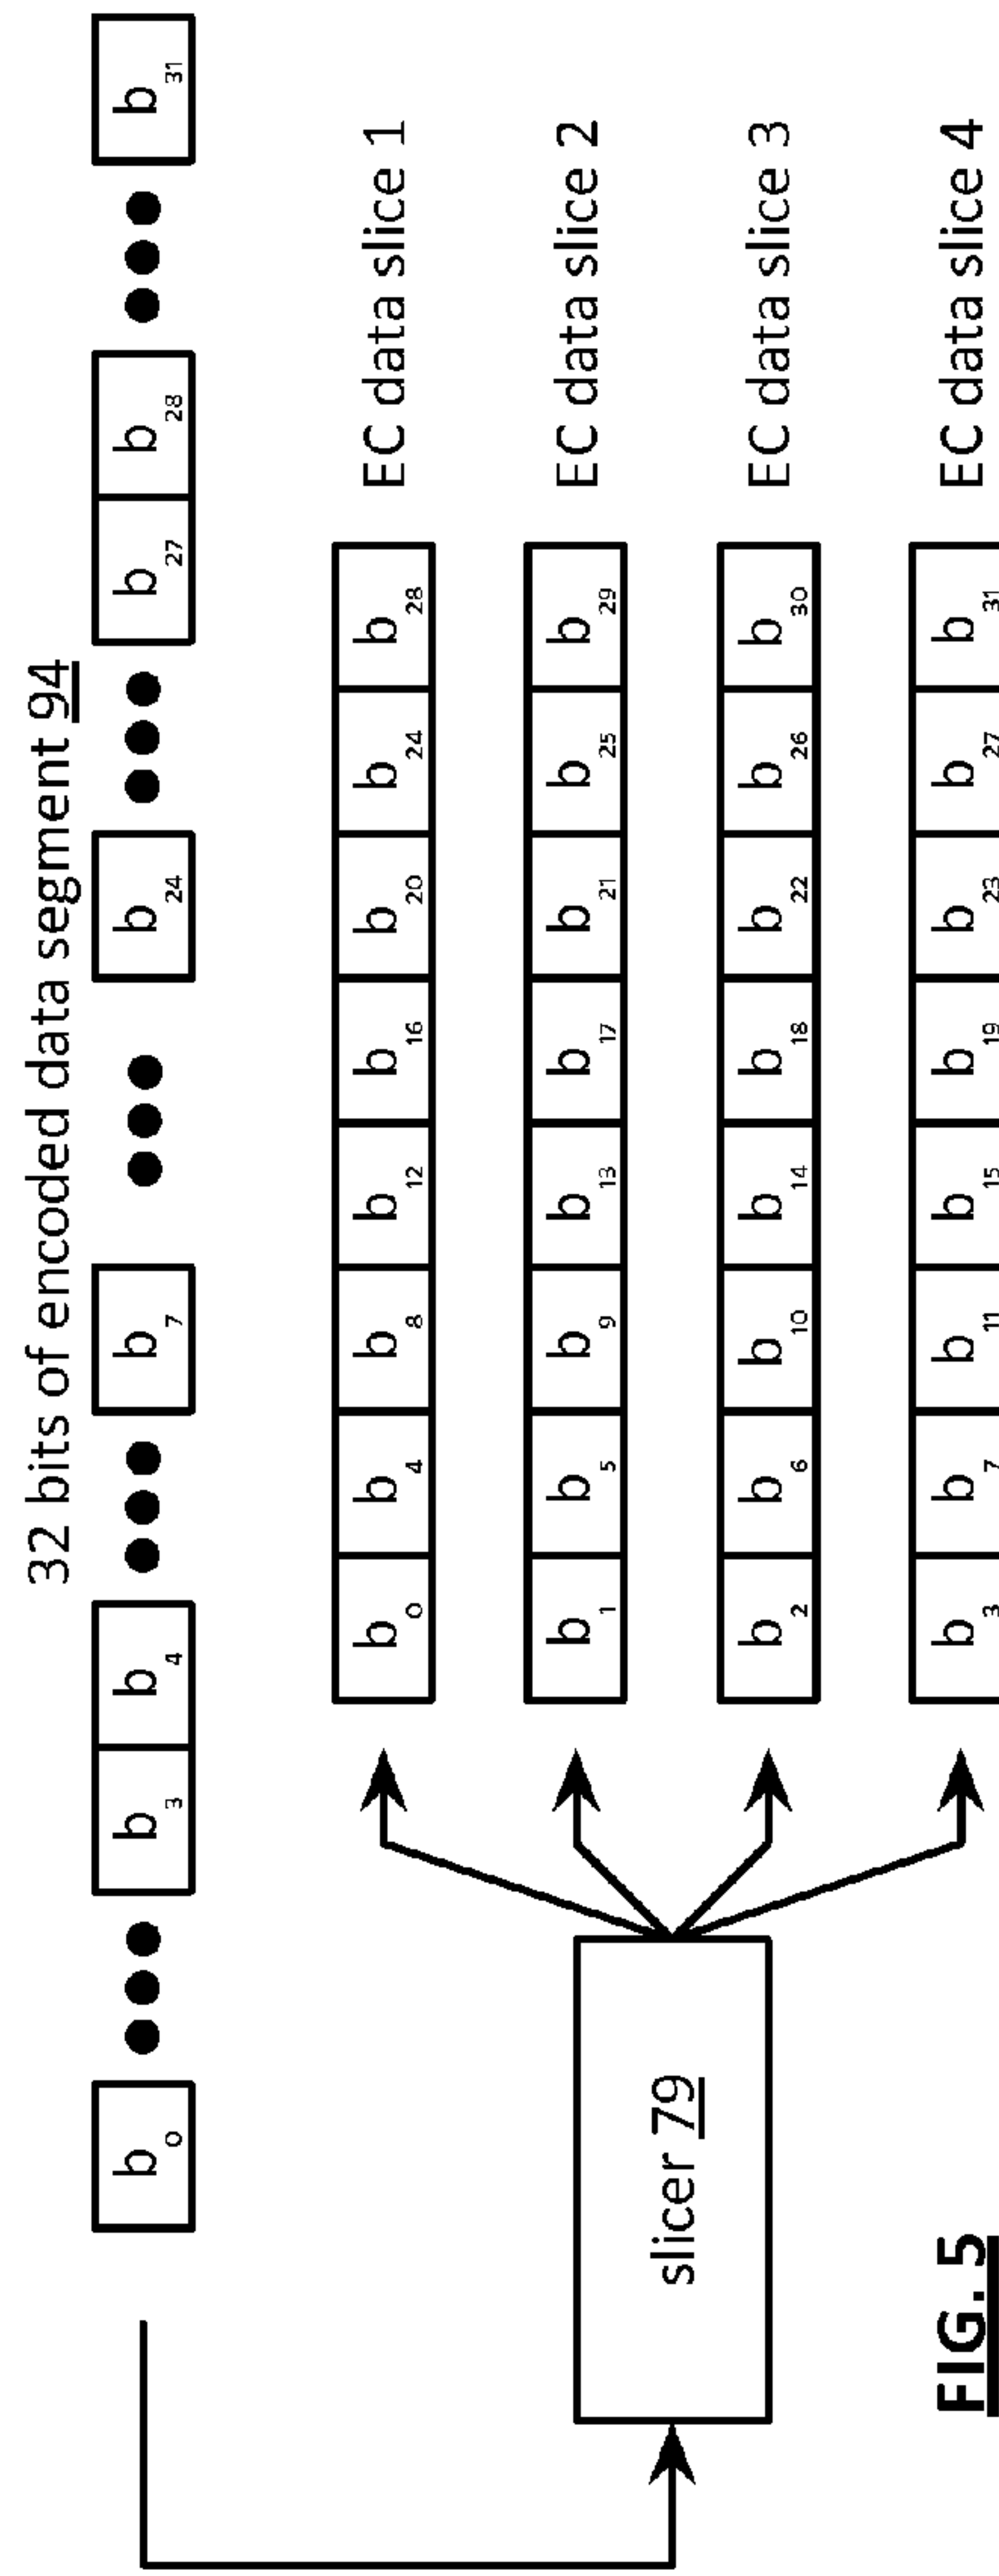 32 bits of encoded data segment 94
b0 ••• b3 b4 ••• b7 ••• b24 ••• b27 b28 ••• b31
b0 b4 b8 b12 b16 b20 b24 b28 EC data slice 1
b1 b5 b9 b13 b17 b21 b25 b29 EC data slice 2
slicer 79
b2 b6 b10 b14 b18 b22 b26 b30 EC data slice 3
b3 b7 b11 b15 b19 b23 b27 b31 EC data slice 4
FIG. 5